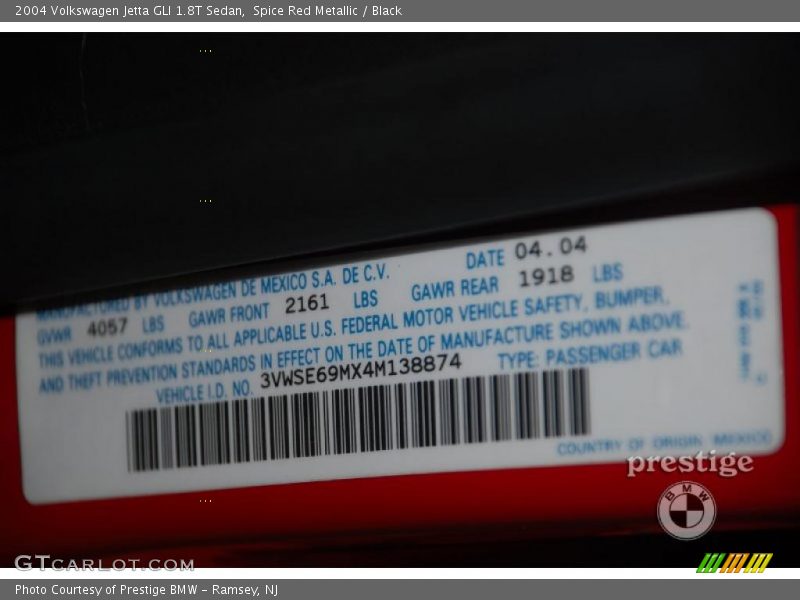 2004 Volkswagen Jetta GLI 1.8T Sedan, Spice Red Metallic / Black
MANUFACTURED BY VOLKSWAGEN DE MEXICO S.A. DE C.V. DATE 04.04
GVWR 4057 LBS GAWR FRONT 2161 LBS GAWR REAR 1918 LBS
THIS VEHICLE CONFORMS TO ALL APPLICABLE U.S. FEDERAL MOTOR VEHICLE SAFETY, BUMPER,
AND THEFT PREVENTION STANDARDS IN EFFECT ON THE DATE OF MANUFACTURE SHOWN ABOVE.
VEHICLE I.D. NO. 3VWSE69MX4M138874 TYPE: PASSENGER CAR
COUNTRY OF ORIGIN MEXICO
prestige
BMW
GTCARLOT.COM
Photo Courtesy of Prestige BMW - Ramsey, NJ